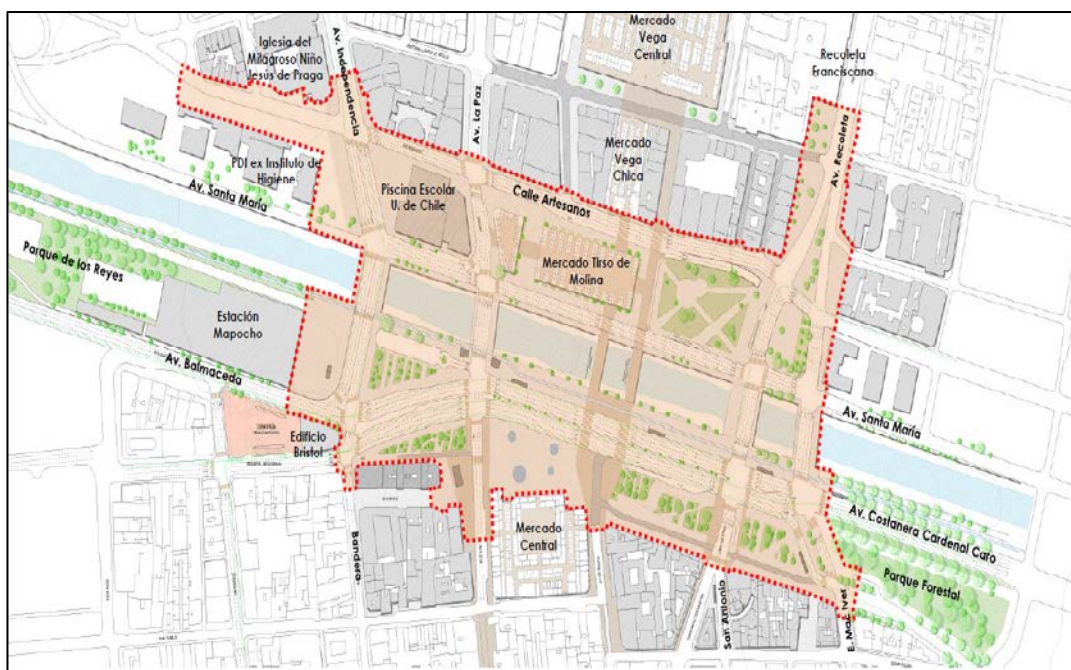 Mercado
Vega
Central
Iglesia del
Milagroso Niño
Jesús de Praga
Av. Independencia
Recoleta
Franciscana
Av. La Paz
Av. Recoleta
Mercado
Vega
Chica
PDI ex Instituto de
Higiene
Av. Santa María
Piscina Escolar
U. de Chile
Calle Artesanos
Parque de los Reyes
Mercado Tirso de
Molina
Estación
Mapocho
Av. Balmaceda
Av. Santa María
Edificio
Bristol
Av. Costanera Cardenal Caro
Mercado
Central
Bandera
Parque Forestal
San Antonio
E. Mac Iver